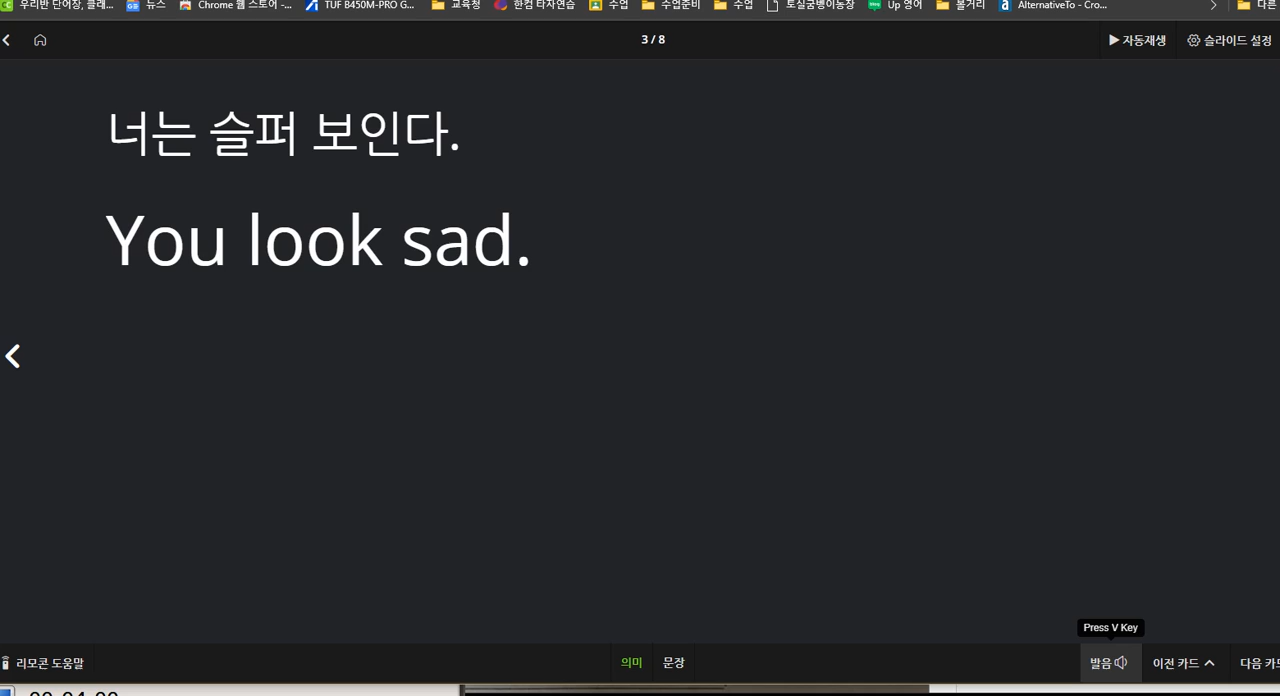 우리반 단어장, 클래... 뉴스 Chrome 웹 스토어 -... TUF B450M-PRO G... 교육청 한컴 타자연습 수업 수업준비 수업 토실굼벵이농장 Up 영어 볼거리 AlternativeTo - Cro... 다른
3 / 8 자동재생 슬라이드 설정
너는 슬퍼 보인다.
You look sad.
Press V Key
리모콘 도움말 의미 문장 발음 이전 카드 다음